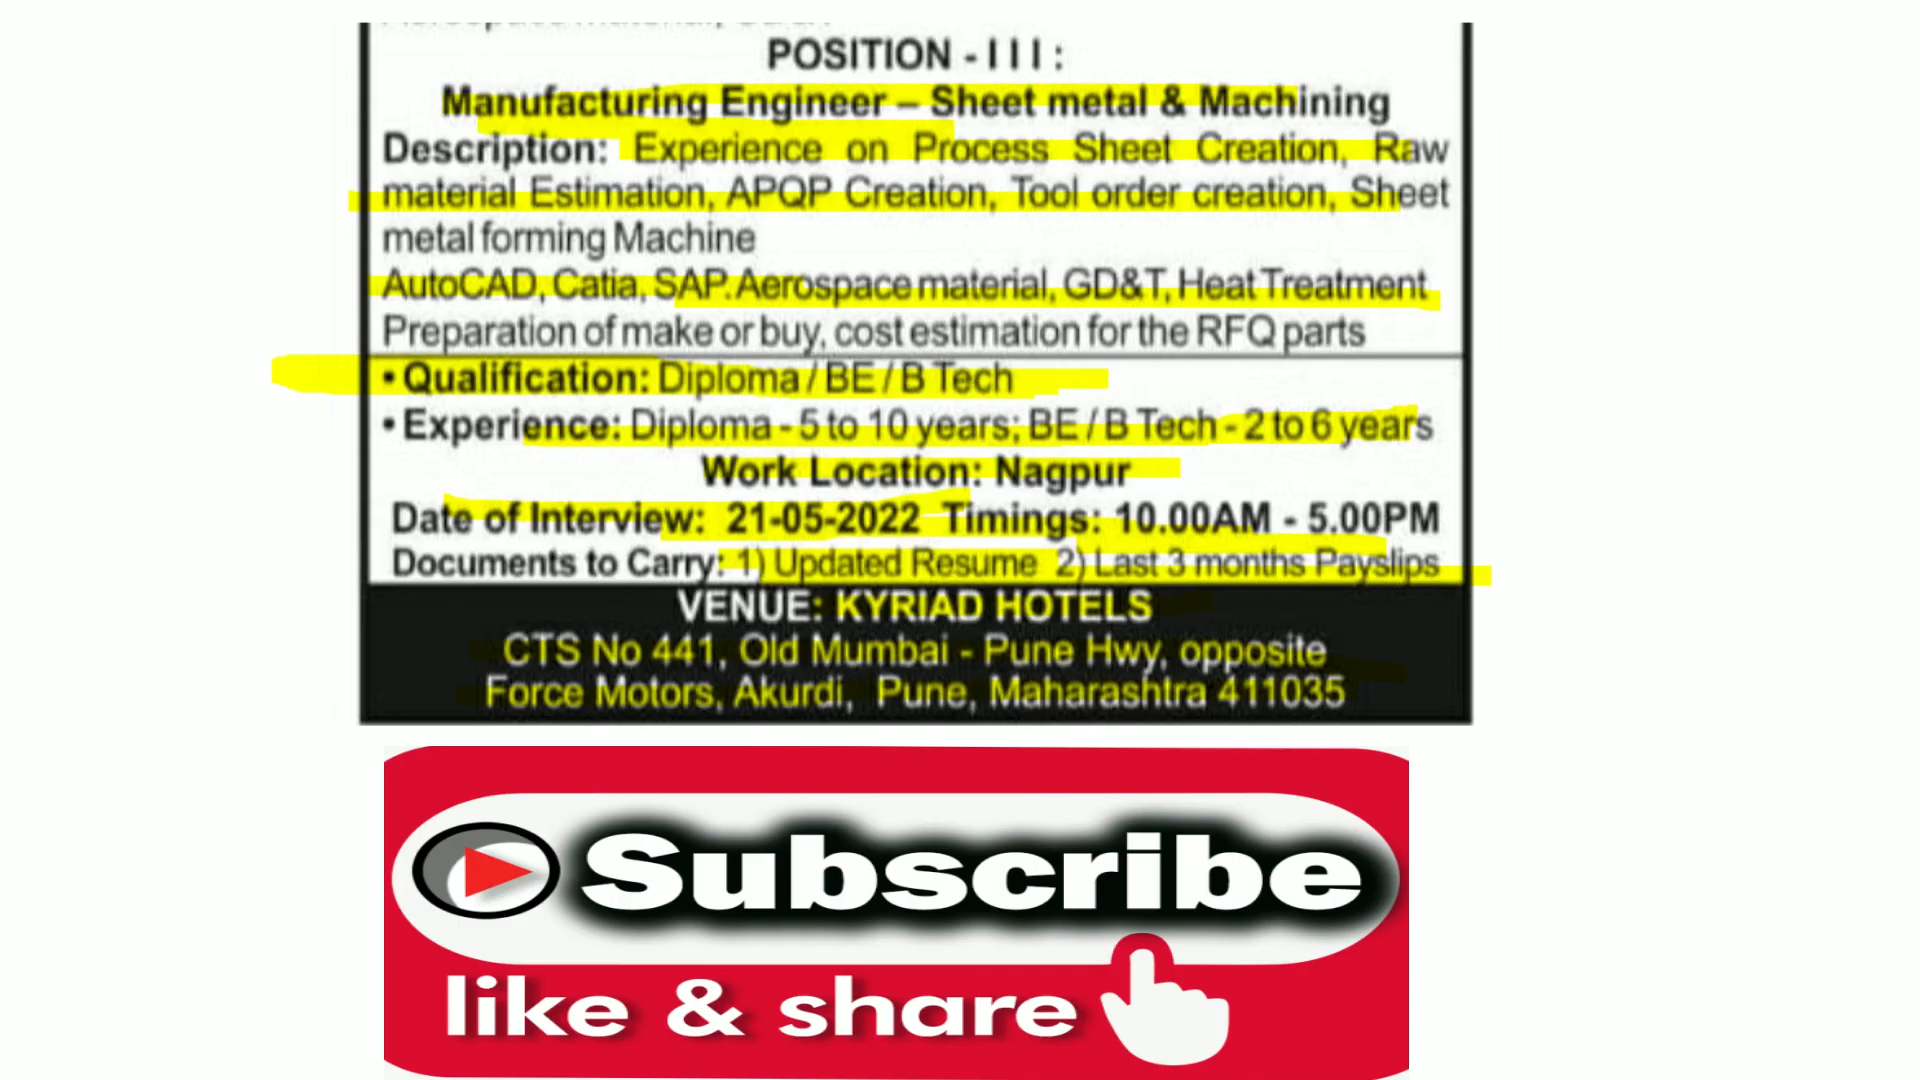 POSITION - I I I :
Manufacturing Engineer – Sheet metal & Machining
Description: Experience on Process Sheet Creation, Raw
material Estimation, APQP Creation, Tool order creation, Sheet
metal forming Machine
AutoCAD, Catia, SAP. Aerospace material, GD&T, Heat Treatment
Preparation of make or buy, cost estimation for the RFQ parts
• Qualification: Diploma / BE / B Tech
• Experience: Diploma - 5 to 10 years; BE / B Tech - 2 to 6 years
Work Location: Nagpur
Date of Interview: 21-05-2022 Timings: 10.00AM - 5.00PM
Documents to Carry: 1) Updated Resume 2) Last 3 months Payslips
VENUE: KYRIAD HOTELS
CTS No 441, Old Mumbai - Pune Hwy, opposite
Force Motors, Akurdi, Pune, Maharashtra 411035
Subscribe
like & share